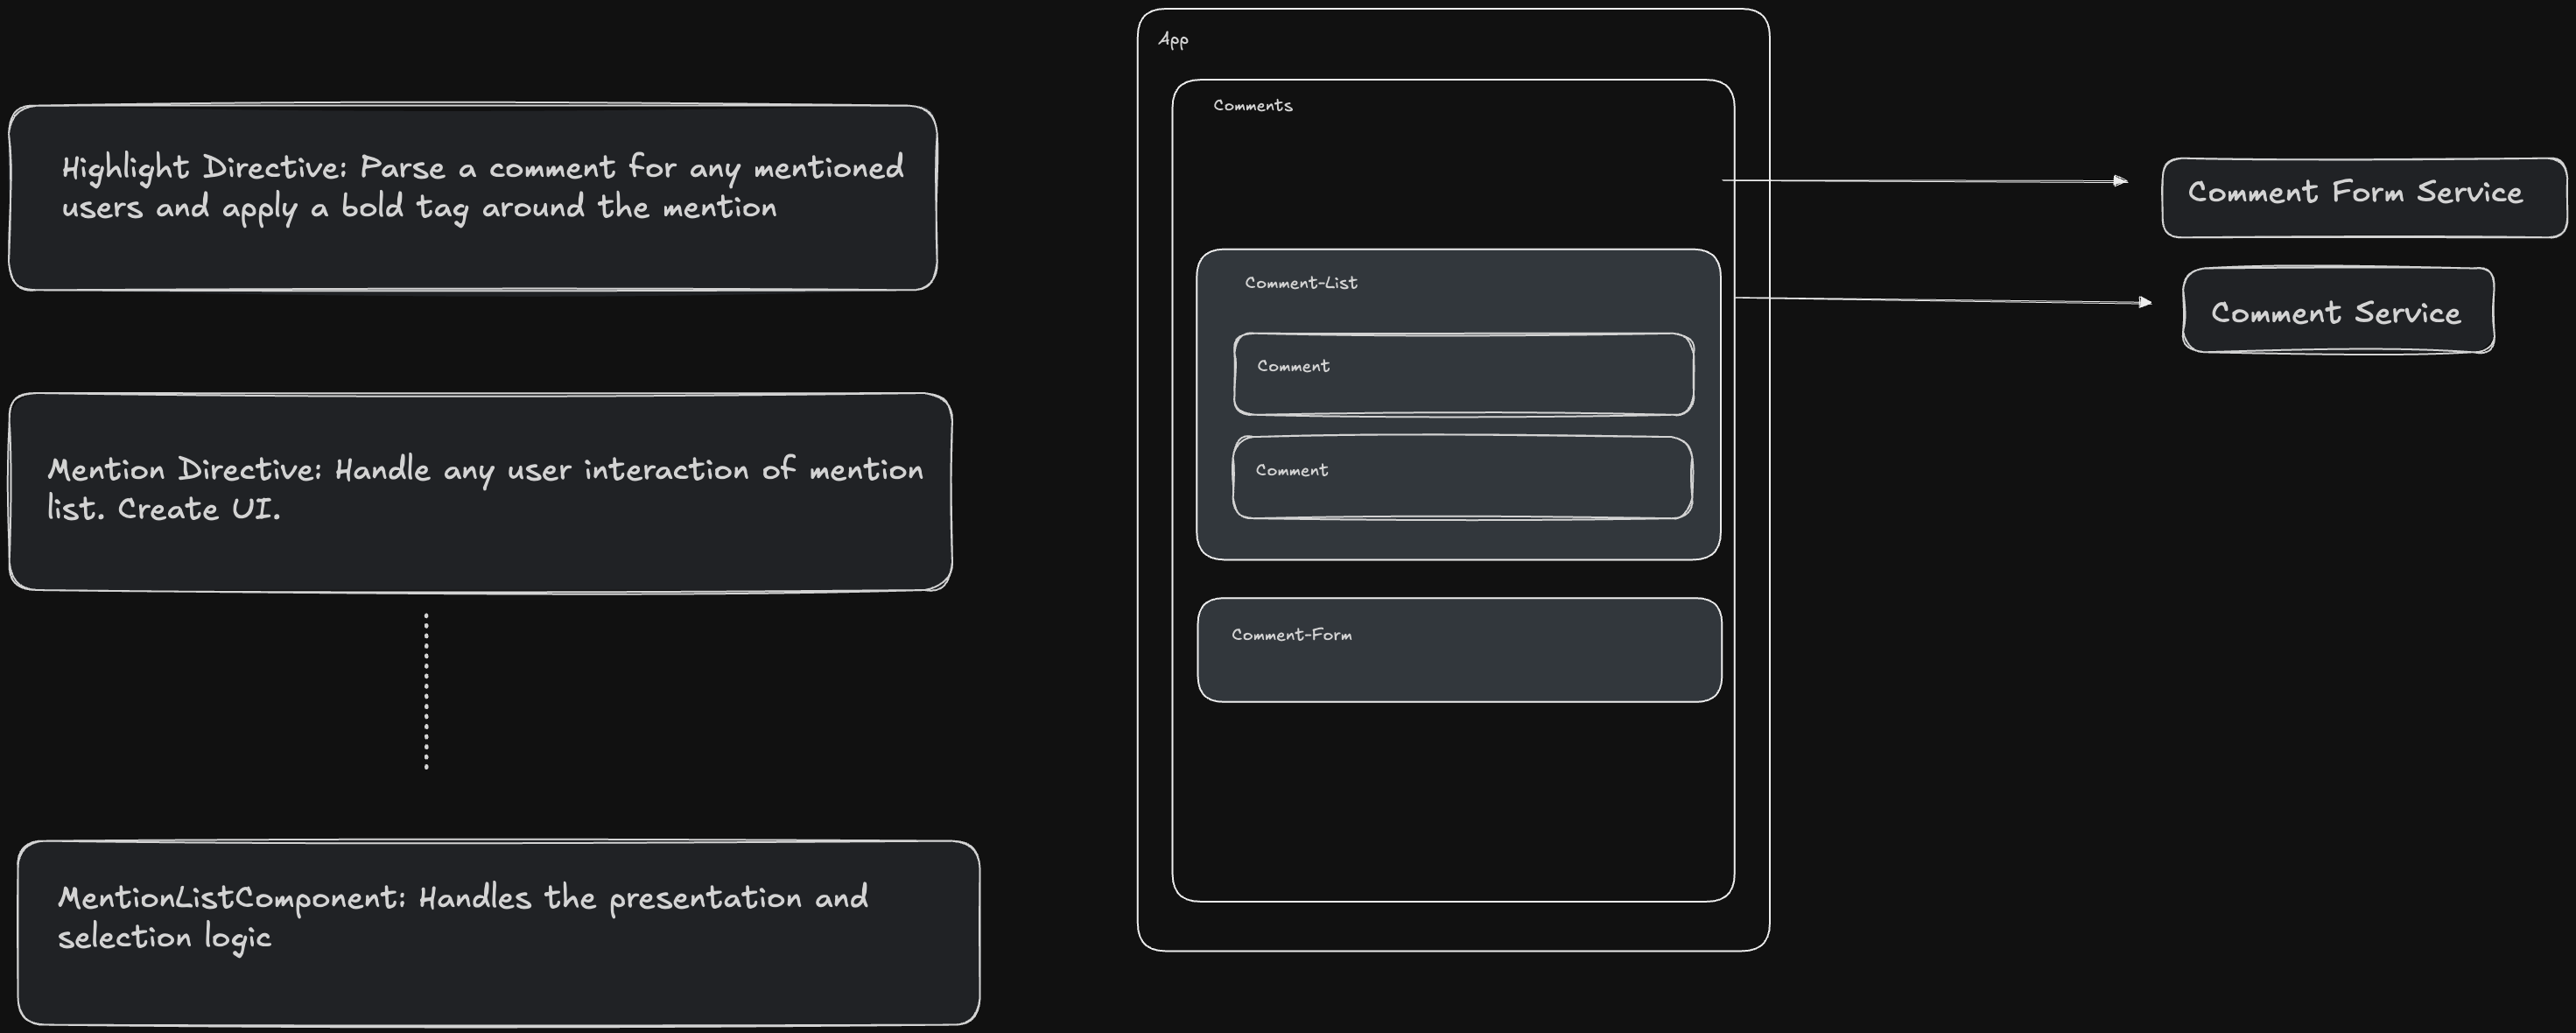 Highlight Directive: Parse a comment for any mentioned
users and apply a bold tag around the mention
Mention Directive: Handle any user interaction of mention
list. Create UI.
MentionListComponent: Handles the presentation and
selection logic
App
Comments
Comment-List
Comment
Comment
Comment-Form
Comment Form Service
Comment Service